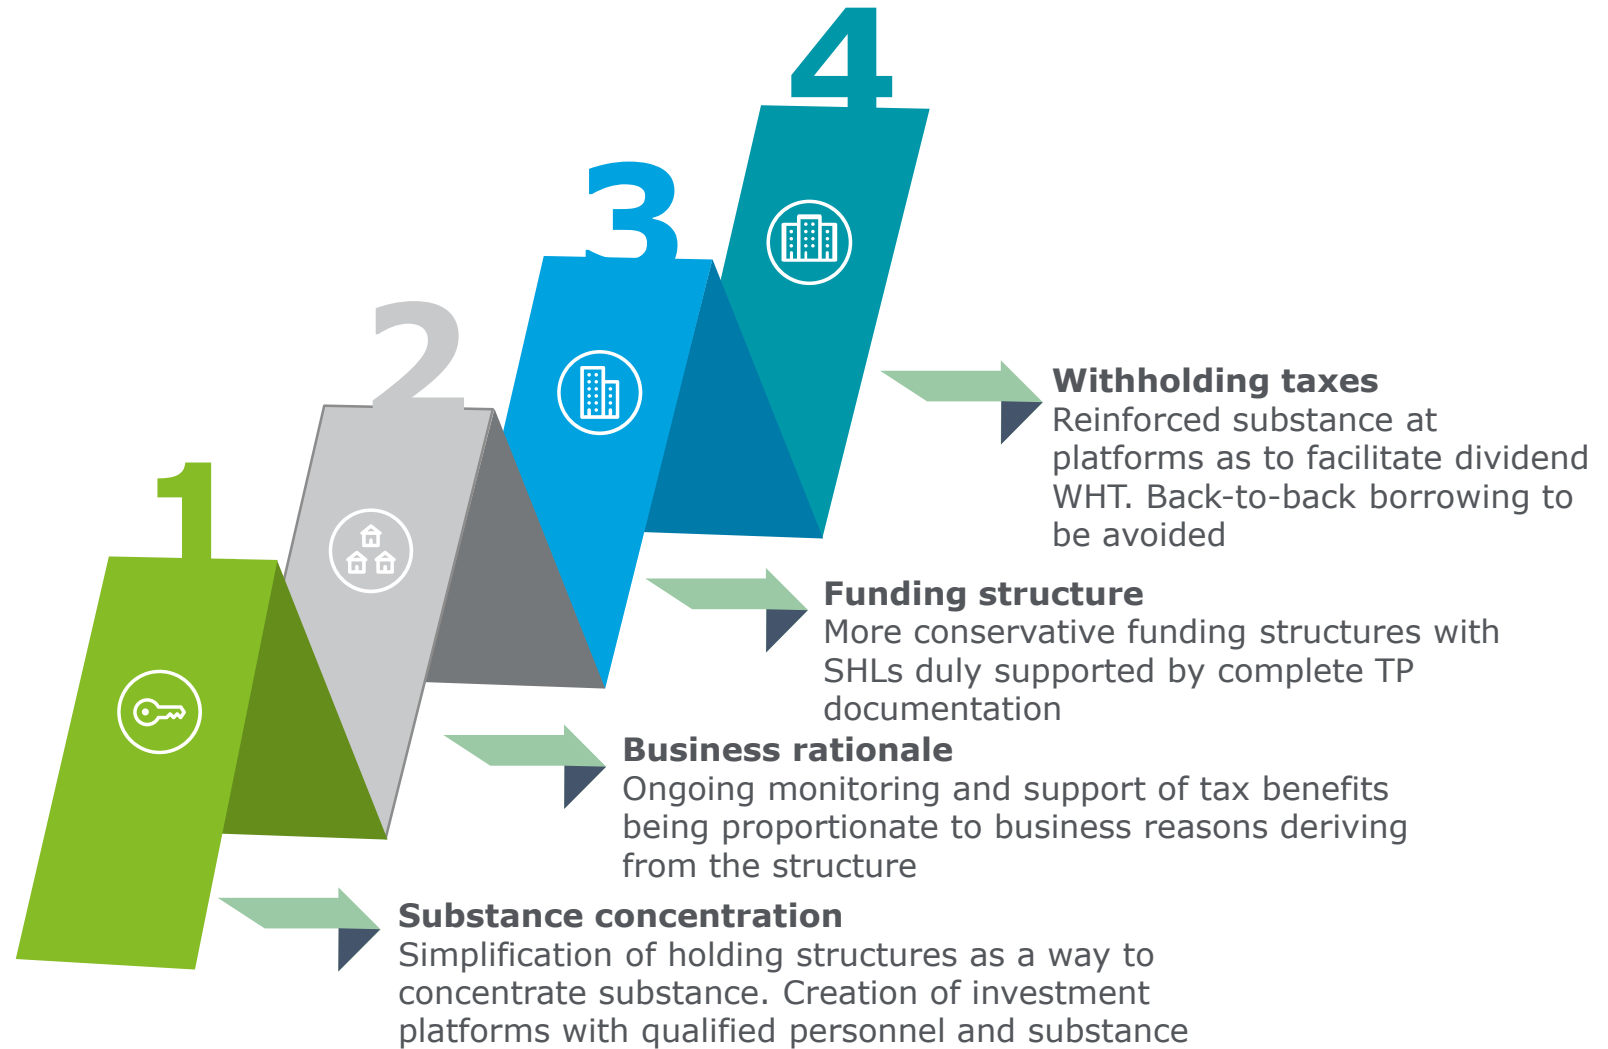 4
3
2
1
Withholding taxes
Reinforced substance at
platforms as to facilitate dividend
WHT. Back-to-back borrowing to
be avoided
Funding structure
More conservative funding structures with
SHLs duly supported by complete TP
documentation
Business rationale
Ongoing monitoring and support of tax benefits
being proportionate to business reasons deriving
from the structure
Substance concentration
Simplification of holding structures as a way to
concentrate substance. Creation of investment
platforms with qualified personnel and substance